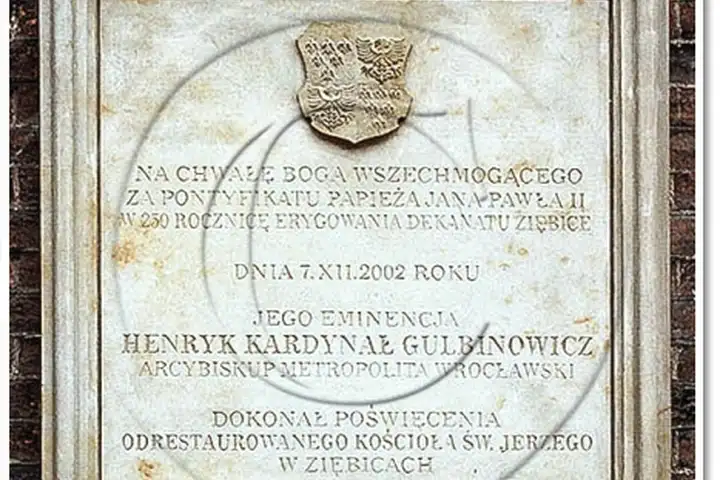 NA CHWAŁĘ BOGA WSZECHMOGĄCEGO
ZA PONTYFIKATU PAPIEŻA JANA PAWŁA II
W 250 ROCZNICĘ ERYGOWANIA DEKANATU ZIĘBICE
DNIA 7.XII.2002 ROKU
JEGO EMINENCJA
HENRYK KARDYNAŁ GULBINOWICZ
ARCYBISKUP METROPOLITA WROCŁAWSKI
DOKONAŁ POŚWIĘCENIA
ODRESTAUROWANEGO KOŚCIOŁA ŚW. JERZEGO
W ZIĘBICACH